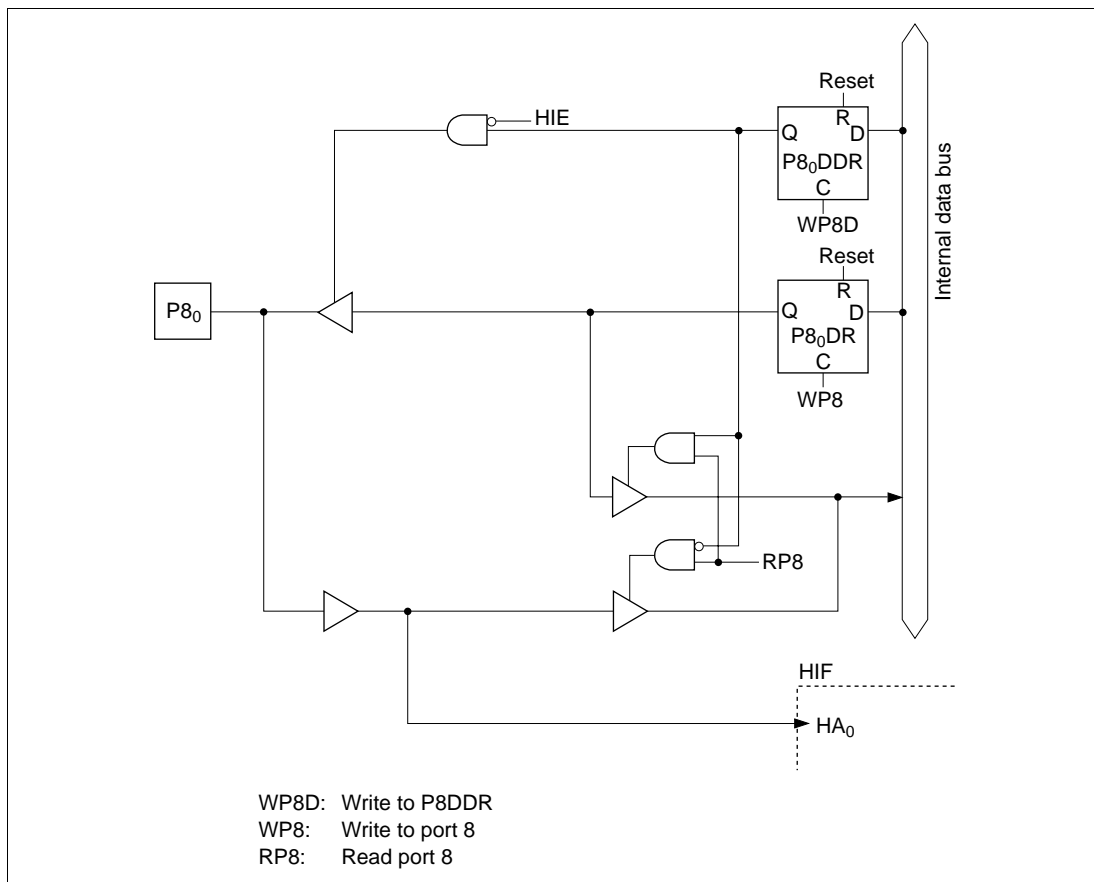 Reset
HIE
R
Q
D
P8₀DDR
C
WP8D
Reset
R
P8₀
Q
D
P8₀DR
C
WP8
Internal data bus
RP8
HIF
HA₀
WP8D: Write to P8DDR
WP8: Write to port 8
RP8: Read port 8